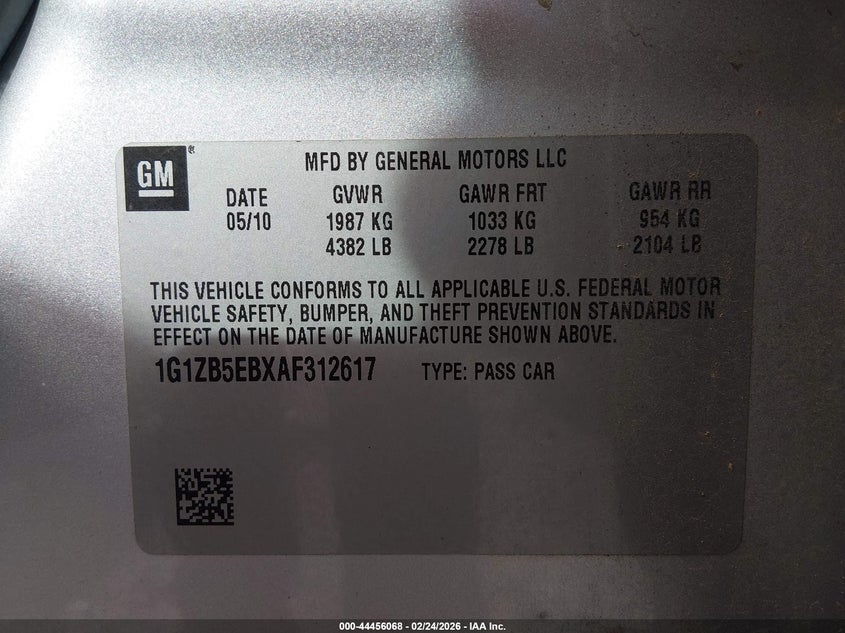 GM®
MFD BY GENERAL MOTORS LLC
DATE GVWR GAWR FRT GAWR RR
05/10 1987 KG 1033 KG 954 KG
4382 LB 2278 LB 2104 LB
THIS VEHICLE CONFORMS TO ALL APPLICABLE U.S. FEDERAL MOTOR
VEHICLE SAFETY, BUMPER, AND THEFT PREVENTION STANDARDS IN
EFFECT ON THE DATE OF MANUFACTURE SHOWN ABOVE.
1G1ZB5EBXAF312617 TYPE: PASS CAR
000-44456068 - 02/24/2026 - IAA Inc.